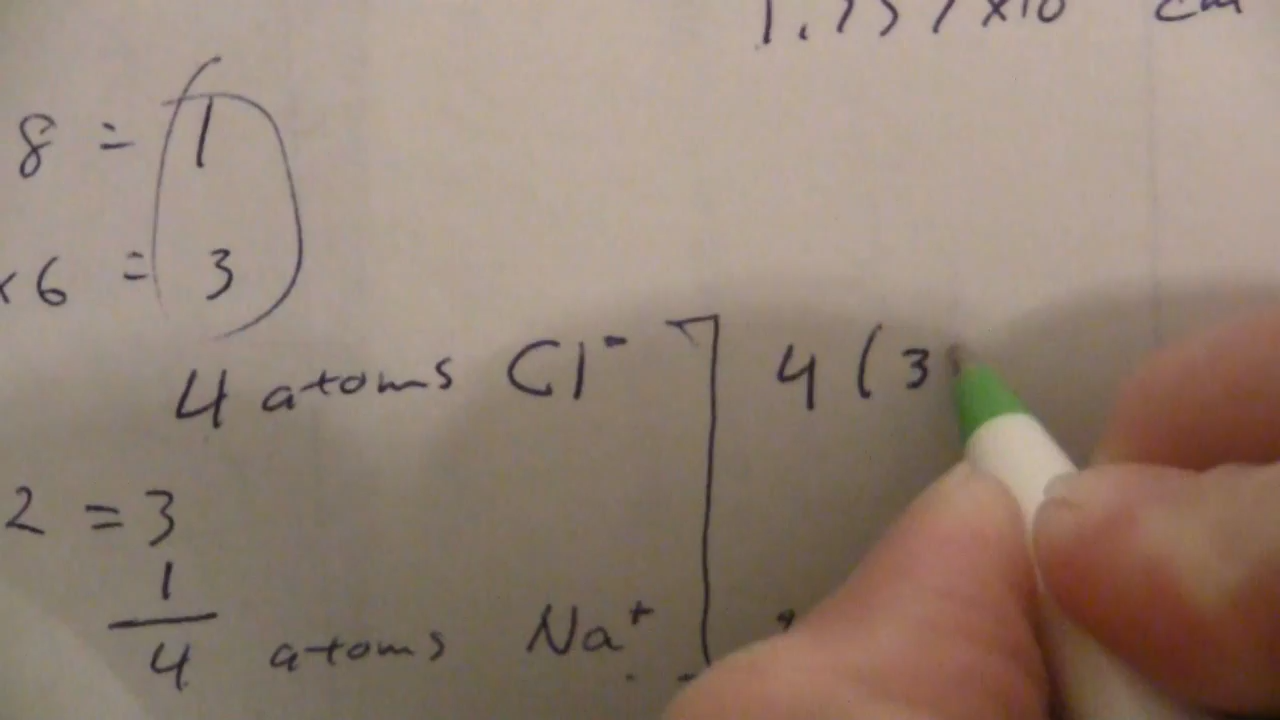 8 = 1
×6 = 3
4 atoms Cl⁻ 4 (3
2 = 3
1
4 atoms Na⁺